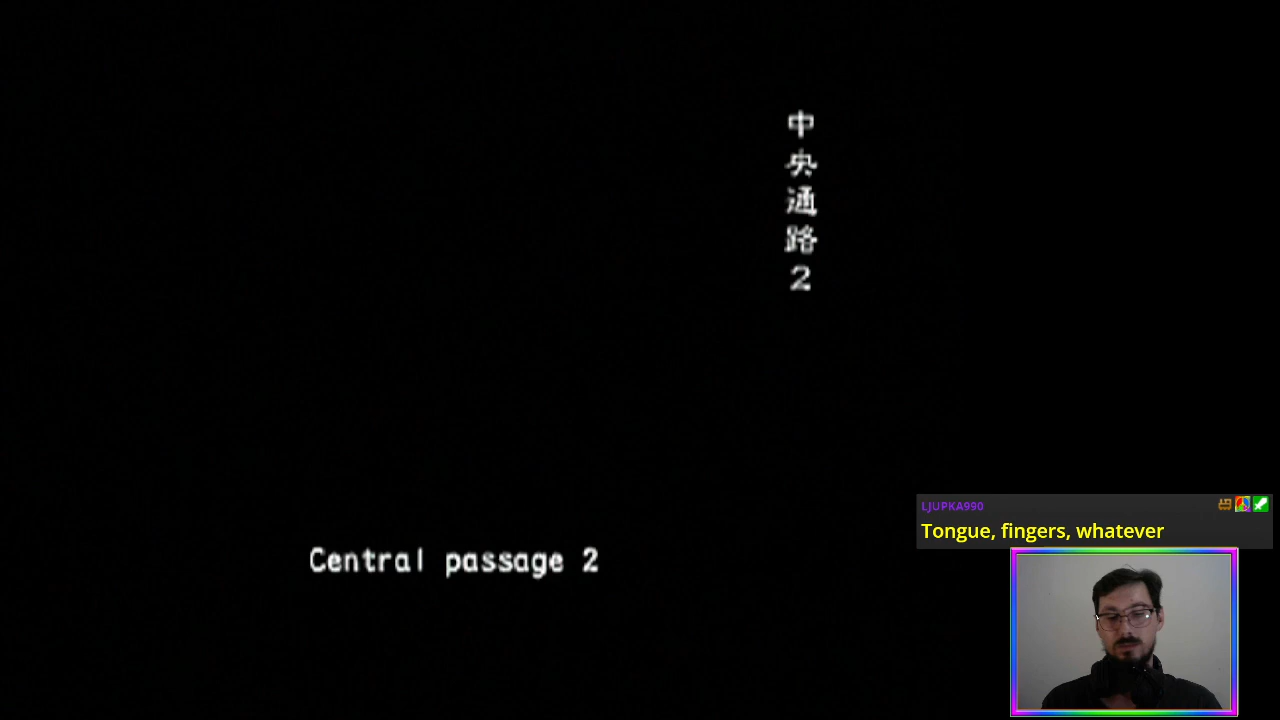 中央通路2
Central passage 2
LJUPKA990
Tongue, fingers, whatever